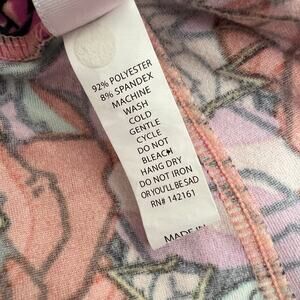 92% POLYESTER
8% SPANDEX
MACHINE
WASH
COLD
GENTLE
CYCLE
DO NOT
BLEACH
HANG DRY
DO NOT IRON
OR YOU'LL BE SAD
RN# 142161
MADE IN